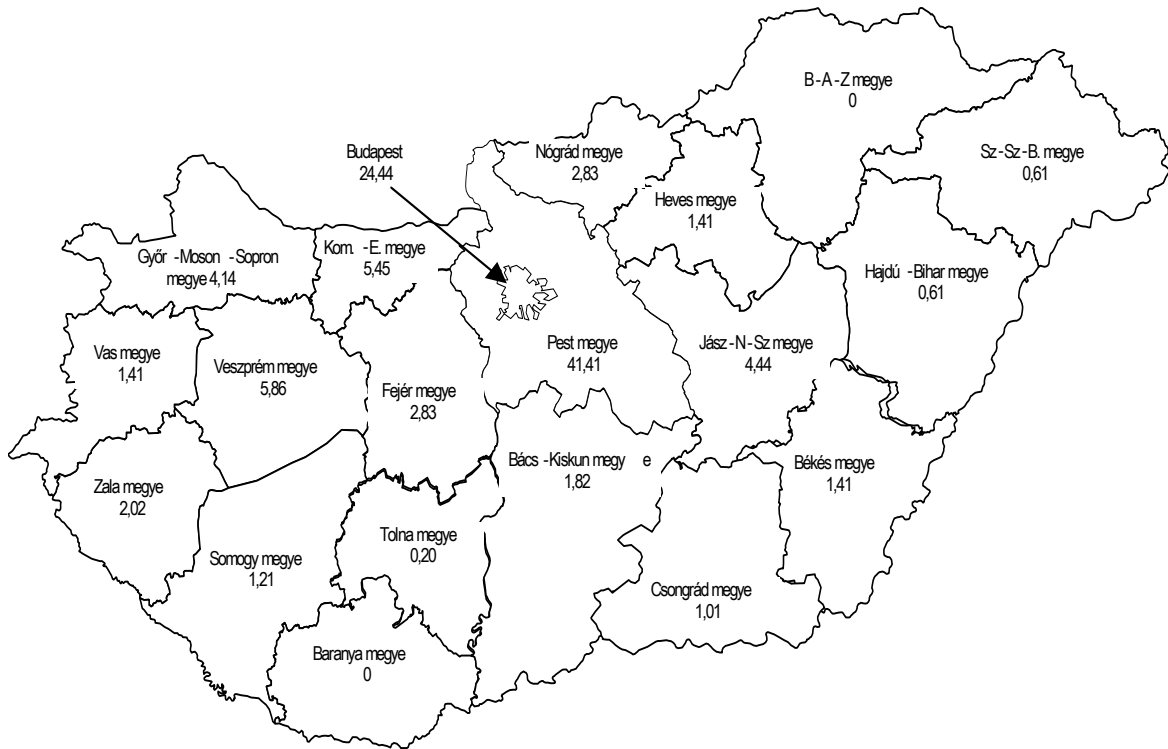 B-A-Z megye
0
Sz-Sz-B. megye
0,61
Budapest
24,44
Nógrád megye
2,83
Heves megye
1,41
Győr -Moson -Sopron
megye 4,14
Kom. -E. megye
5,45
Hajdú -Bihar megye
0,61
Vas megye
1,41
Veszprém megye
5,86
Pest megye
41,41
Jász-N-Sz megye
4,44
Fejér megye
2,83
Bács -Kiskun megy e
1,82
Békés megye
1,41
Zala megye
2,02
Tolna megye
0,20
Somogy megye
1,21
Csongrád megye
1,01
Baranya megye
0